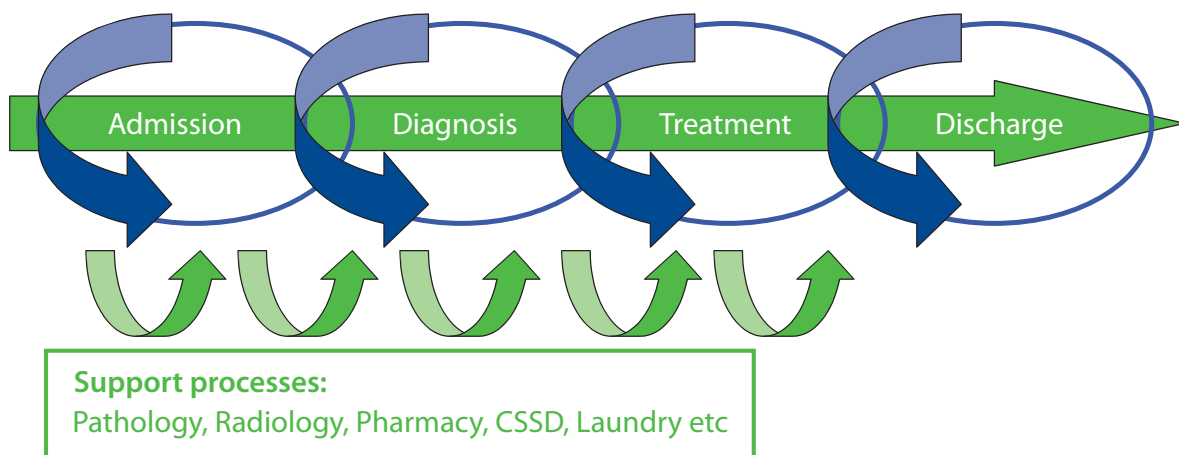 Admission
Diagnosis
Treatment
Discharge
Support processes:
Pathology, Radiology, Pharmacy, CSSD, Laundry etc